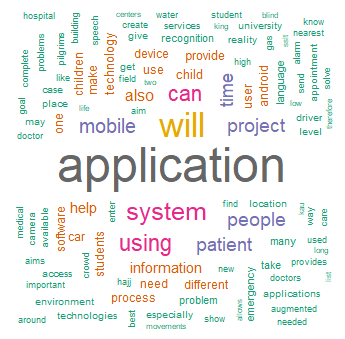 hospital centers water student blind
create services king university
building give recognition reality know
pilgrims speech technology device provide high gas said nearest
complete problems children make get use child time user android language send alarm appointment solve
like field two
goal case place one also can
life aim
may mobile will project driver level low therefore
doctor
application
medical camera help system people find location kau way care
aims available software car enter using patient many used long
students crowd
access information new take provides
important need different doctors lost
hajj emergency
environment process problem applications
technologies best especially show allows augmented
around movements needed